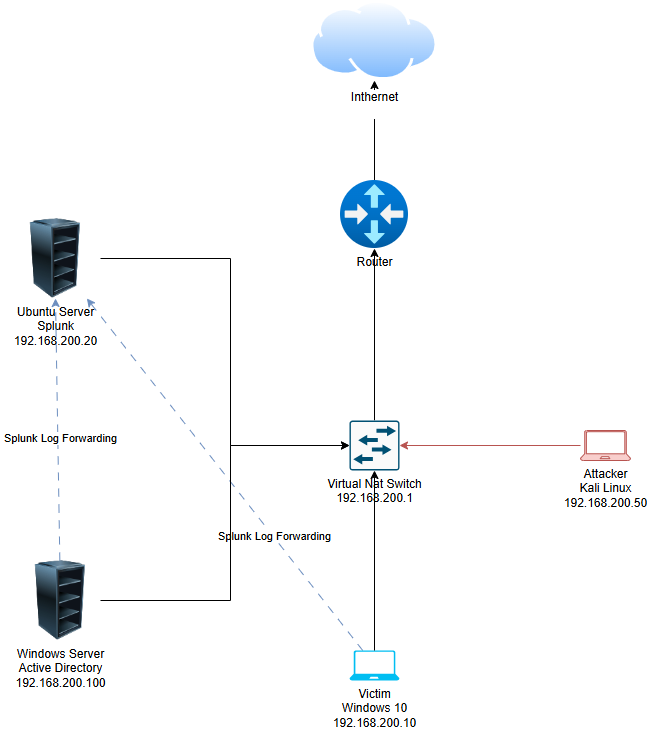 Inthernet
Router
Ubuntu Server
Splunk
192.168.200.20
Splunk Log Forwarding
Virtual Nat Switch
192.168.200.1
Attacker
Kali Linux
192.168.200.50
Splunk Log Forwarding
Windows Server
Active Directory
192.168.200.100
Victim
Windows 10
192.168.200.10